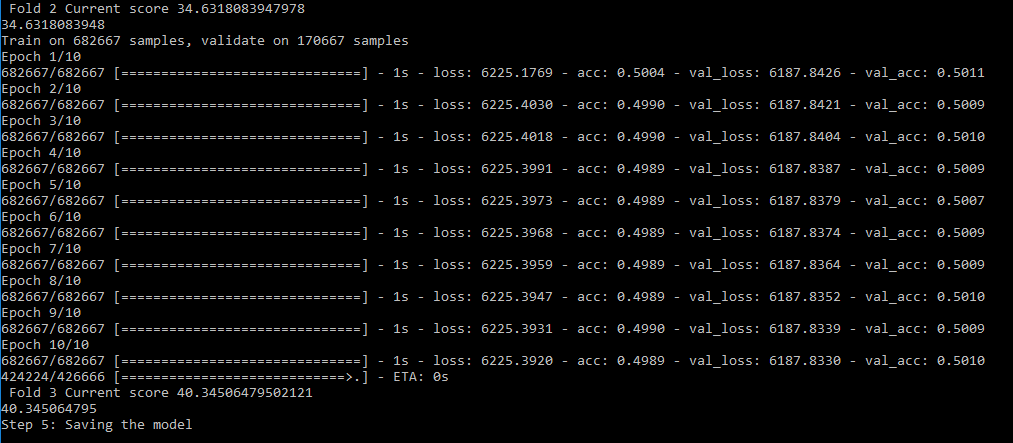 Fold 2 Current score 34.6318083947978
34.6318083948
Train on 682667 samples, validate on 170667 samples
Epoch 1/10
682667/682667 [==============================] - 1s - loss: 6225.1769 - acc: 0.5004 - val_loss: 6187.8426 - val_acc: 0.5011
Epoch 2/10
682667/682667 [==============================] - 1s - loss: 6225.4030 - acc: 0.4990 - val_loss: 6187.8421 - val_acc: 0.5009
Epoch 3/10
682667/682667 [==============================] - 1s - loss: 6225.4018 - acc: 0.4990 - val_loss: 6187.8404 - val_acc: 0.5010
Epoch 4/10
682667/682667 [==============================] - 1s - loss: 6225.3991 - acc: 0.4989 - val_loss: 6187.8387 - val_acc: 0.5009
Epoch 5/10
682667/682667 [==============================] - 1s - loss: 6225.3973 - acc: 0.4989 - val_loss: 6187.8379 - val_acc: 0.5007
Epoch 6/10
682667/682667 [==============================] - 1s - loss: 6225.3968 - acc: 0.4989 - val_loss: 6187.8374 - val_acc: 0.5009
Epoch 7/10
682667/682667 [==============================] - 1s - loss: 6225.3959 - acc: 0.4989 - val_loss: 6187.8364 - val_acc: 0.5009
Epoch 8/10
682667/682667 [==============================] - 1s - loss: 6225.3947 - acc: 0.4989 - val_loss: 6187.8352 - val_acc: 0.5010
Epoch 9/10
682667/682667 [==============================] - 1s - loss: 6225.3931 - acc: 0.4990 - val_loss: 6187.8339 - val_acc: 0.5009
Epoch 10/10
682667/682667 [==============================] - 1s - loss: 6225.3920 - acc: 0.4989 - val_loss: 6187.8330 - val_acc: 0.5010
424224/426666 [============================>.] - ETA: 0s
Fold 3 Current score 40.34506479502121
40.345064795
Step 5: Saving the model